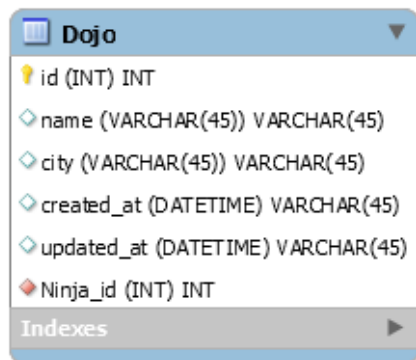 Dojo
id (INT) INT
name (VARCHAR(45)) VARCHAR(45)
city (VARCHAR(45)) VARCHAR(45)
created_at (DATETIME) VARCHAR(45)
updated_at (DATETIME) VARCHAR(45)
Ninja_id (INT) INT
Indexes